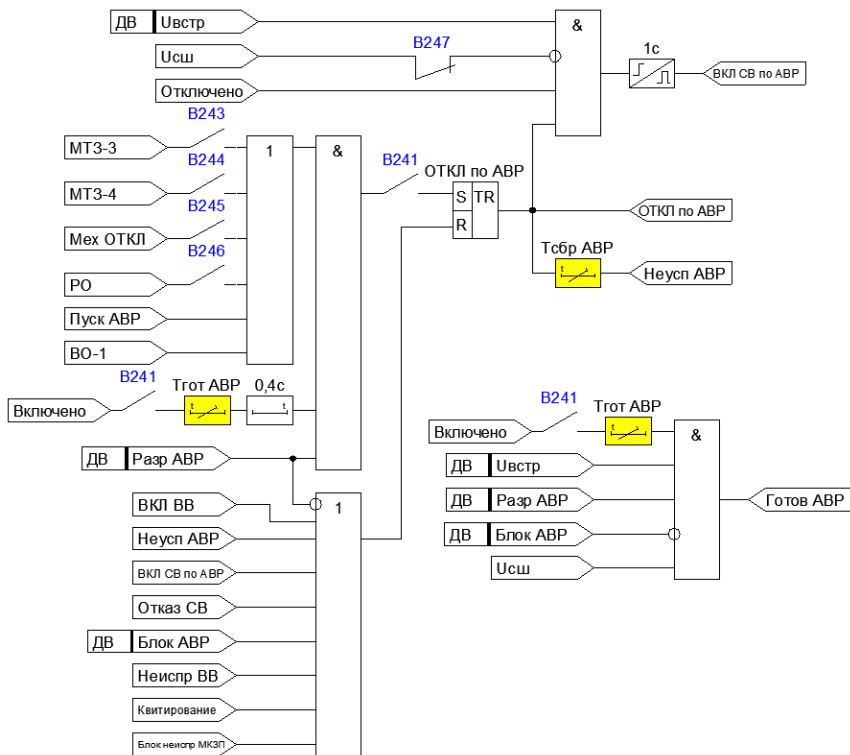 ДВ Uвстр
Uсш
B247
Отключено
&
1с
ВКЛ СВ по АВР
B243
МТЗ-3
B244
МТЗ-4
B245
Мех ОТКЛ
B246
РО
Пуск АВР
ВО-1
1
&
B241
ОТКЛ по АВР
S TR
R
ОТКЛ по АВР
Тсбр АВР
t
Неусп АВР
B241
Включено
Тгот АВР
t
0,4с
t
ДВ Разр АВР
ВКЛ ВВ
Неусп АВР
ВКЛ СВ по АВР
Отказ СВ
ДВ Блок АВР
Неиспр ВВ
Квитирование
Блок неиспр МКЗП
1
B241
Включено
Тгот АВР
t
ДВ Uвстр
ДВ Разр АВР
ДВ Блок АВР
Uсш
&
Готов АВР